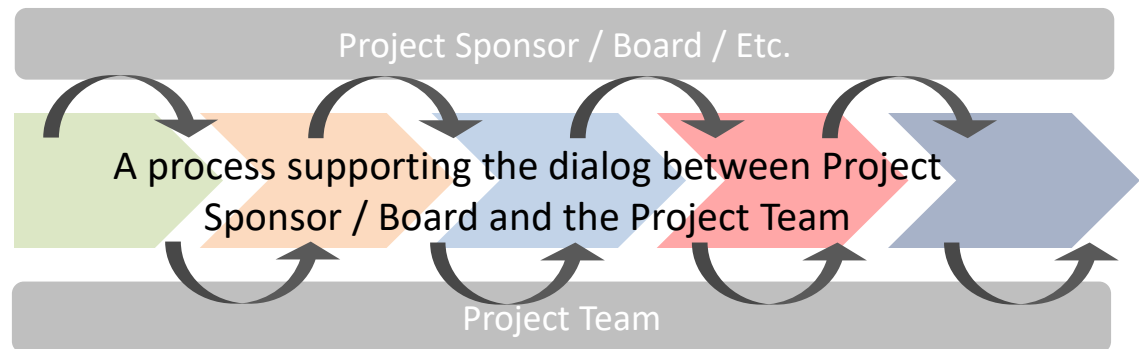 Project Sponsor / Board / Etc.
A process supporting the dialog between Project
Sponsor / Board and the Project Team
Project Team